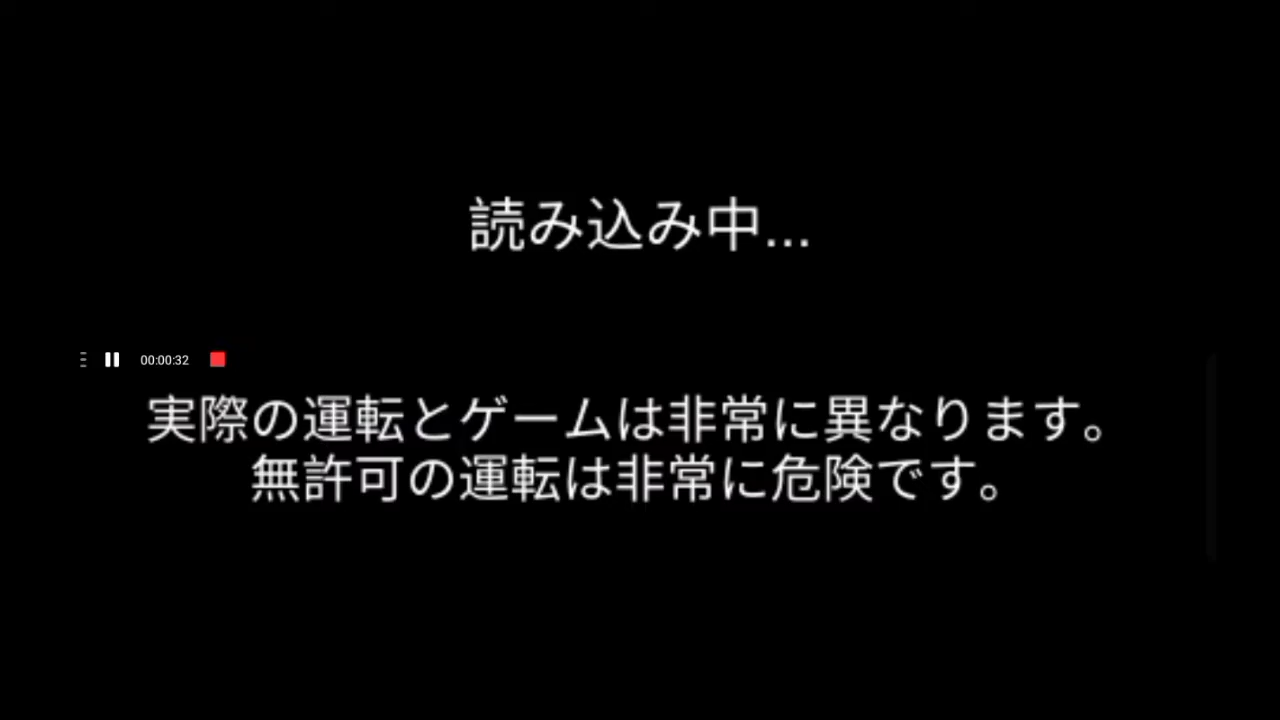 読み込み中...
00:00:32
実際の運転とゲームは非常に異なります。
無許可の運転は非常に危険です。